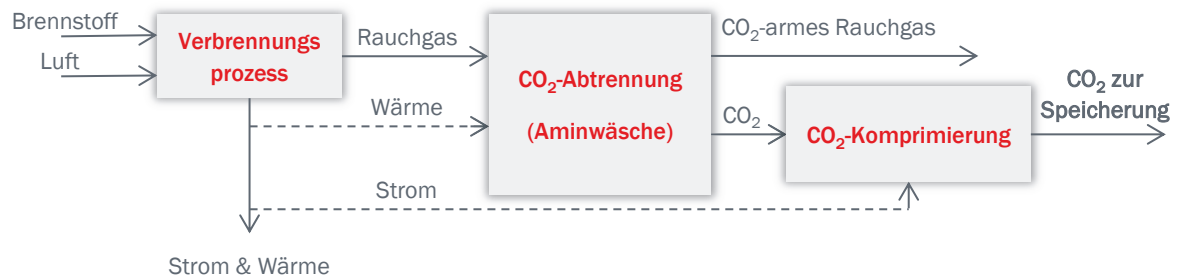 Brennstoff
Luft
Verbrennungs
prozess
Rauchgas
Wärme
Strom
Strom & Wärme
CO₂-Abtrennung
(Aminwäsche)
CO₂-armes Rauchgas
CO₂
CO₂-Komprimierung
CO₂ zur
Speicherung